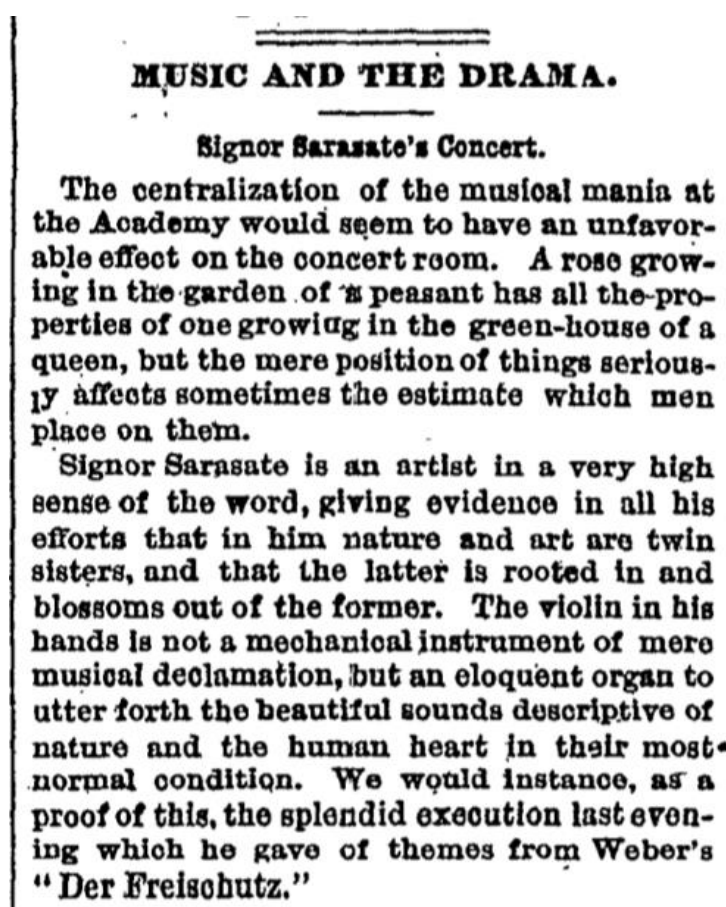 MUSIC AND THE DRAMA.
Signor Sarasate's Concert.
The centralization of the musical mania at
the Academy would seem to have an unfavor-
able effect on the concert room. A rose grow-
ing in the garden of a peasant has all the pro-
perties of one growing in the green-house of a
queen, but the mere position of things serious-
ly affects sometimes the estimate which men
place on them.
Signor Sarasate is an artist in a very high
sense of the word, giving evidence in all his
efforts that in him nature and art are twin
sisters, and that the latter is rooted in and
blossoms out of the former. The violin in his
hands is not a mechanical instrument of mere
musical declamation, but an eloquent organ to
utter forth the beautiful sounds descriptive of
nature and the human heart in their most
normal condition. We would instance, as a
proof of this, the splendid execution last even-
ing which he gave of themes from Weber's
"Der Freischutz."